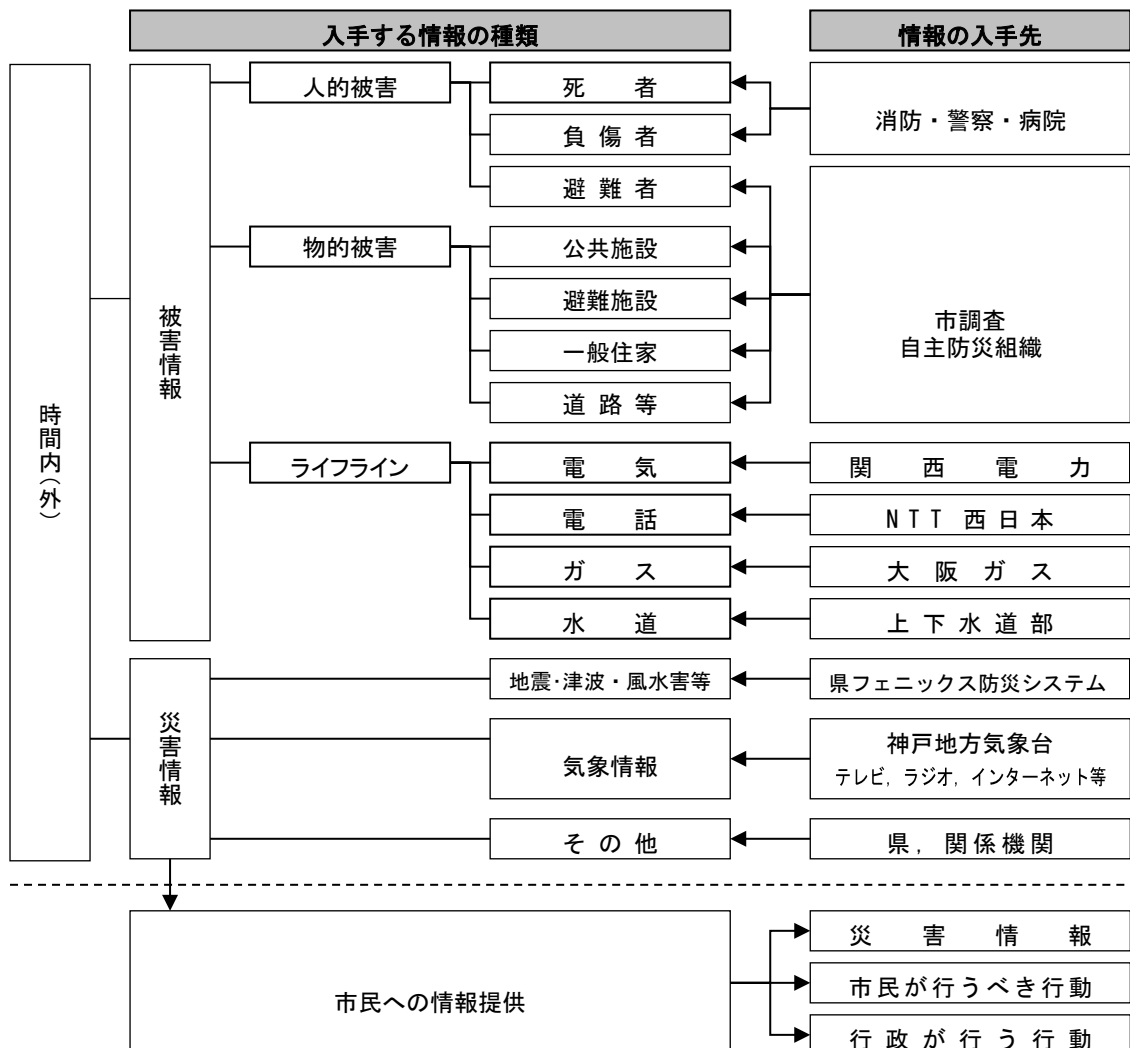 入手する情報の種類
情報の入手先
時間内(外)
被害情報
人的被害
死者
負傷者
避難者
消防・警察・病院
物的被害
公共施設
避難施設
一般住家
道路等
市調査
自主防災組織
ライフライン
電気
関西電力
電話
NTT西日本
ガス
大阪ガス
水道
上下水道部
災害情報
地震・津波・風水害等
県フェニックス防災システム
気象情報
神戸地方気象台
テレビ, ラジオ, インターネット等
その他
県, 関係機関
市民への情報提供
災害情報
市民が行うべき行動
行政が行う行動